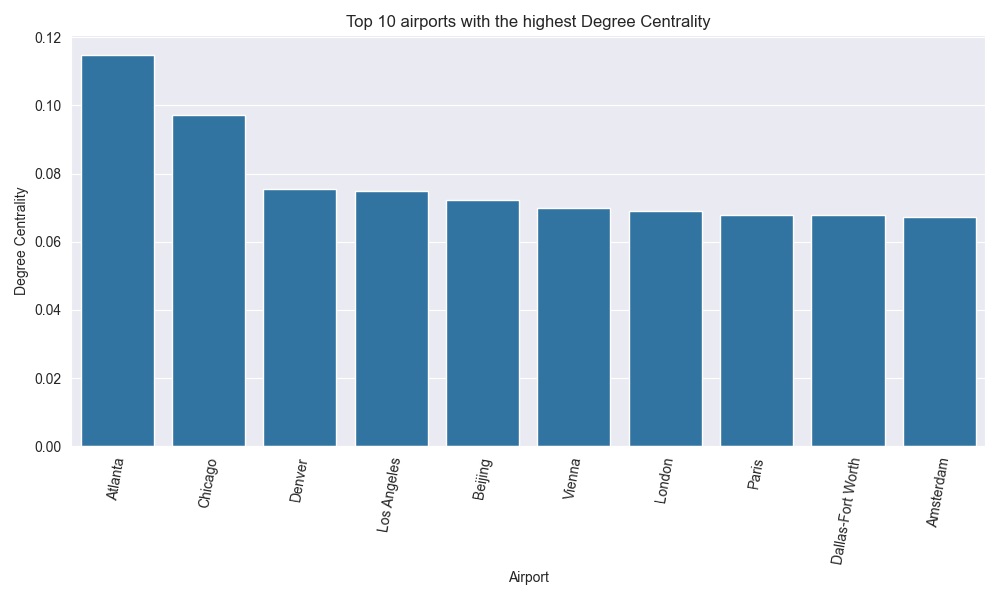 Top 10 airports with the highest Degree Centrality
Degree Centrality
0.12
0.10
0.08
0.06
0.04
0.02
0.00
Atlanta
Chicago
Denver
Los Angeles
Beijing
Vienna
London
Paris
Dallas-Fort Worth
Amsterdam
Airport